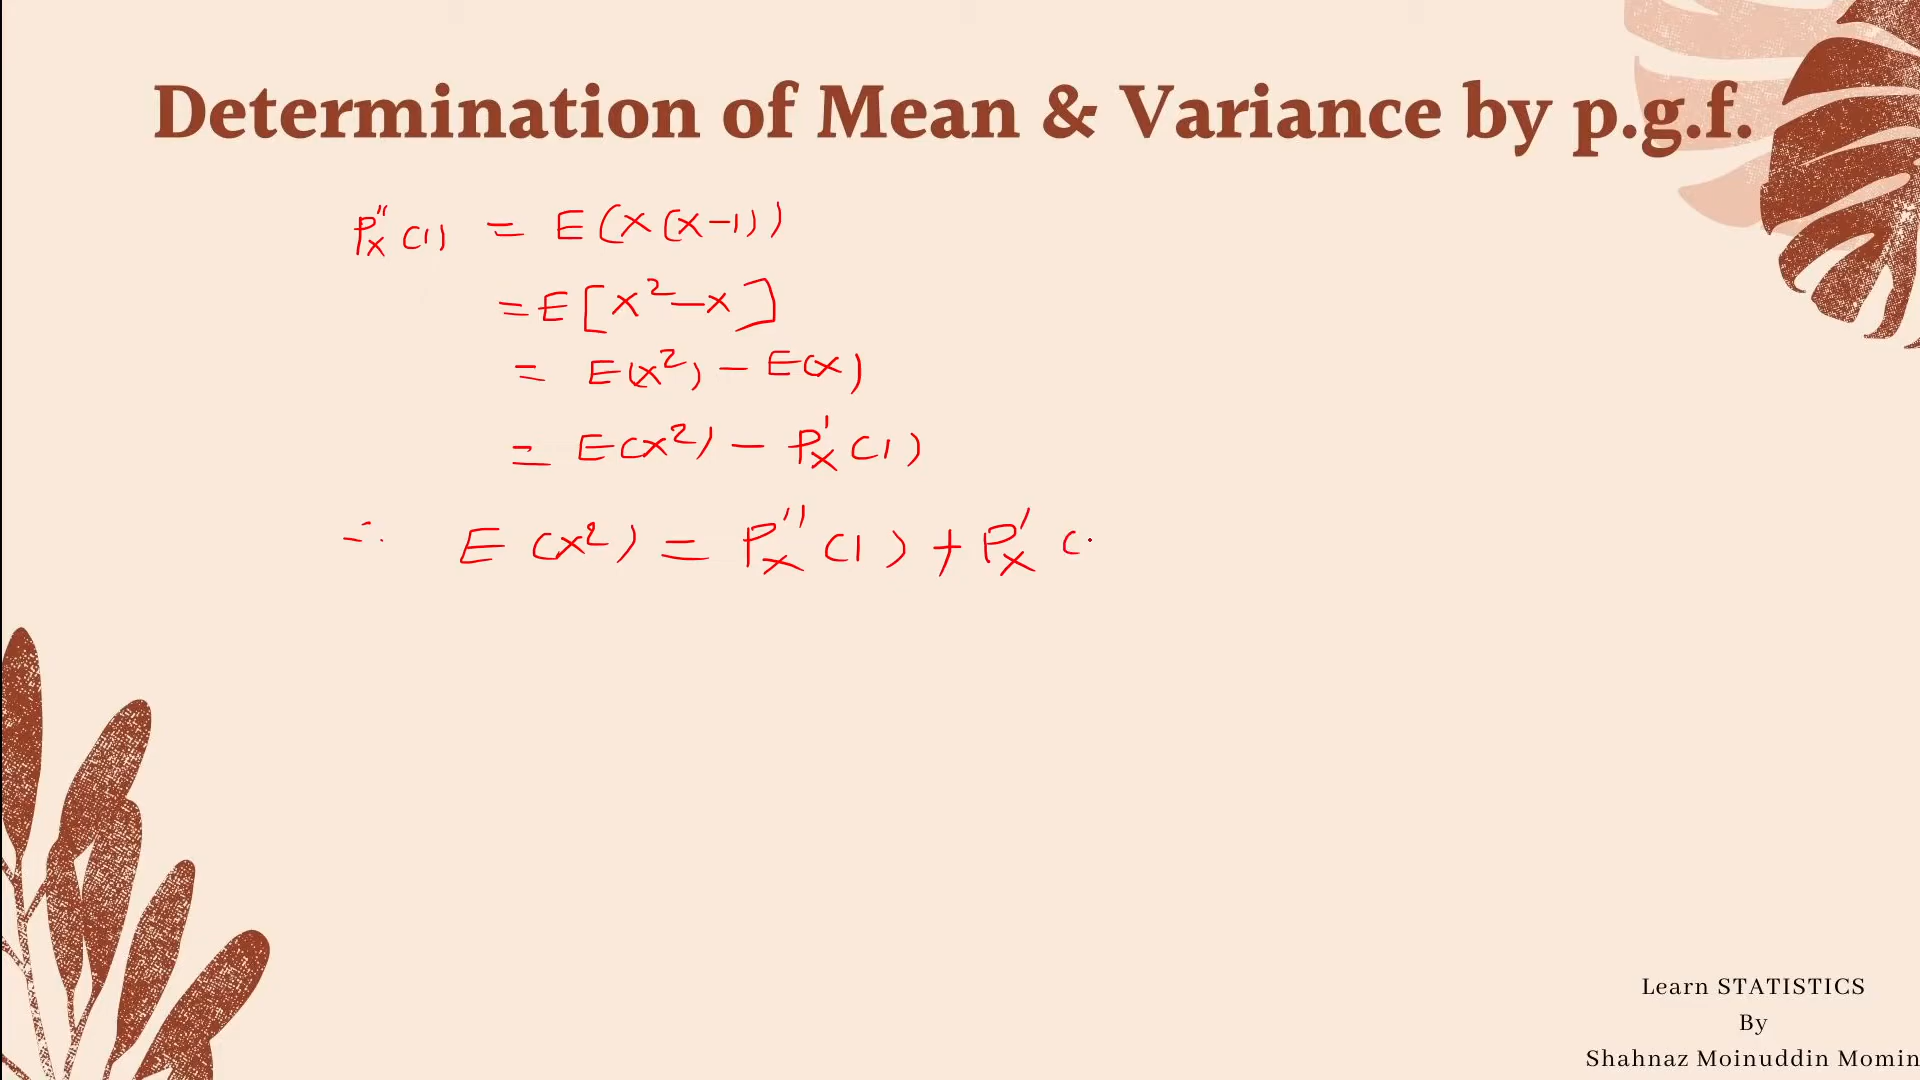 Determination of Mean & Variance by p.g.f.
P''ₓ(1) = E(X(X-1))
= E[X²-X]
= E(X²) - E(X)
= E(X²) - P'ₓ(1)
∴ E(X²) = P''ₓ(1) + P'ₓ(
Learn STATISTICS
By
Shahnaz Moinuddin Momin